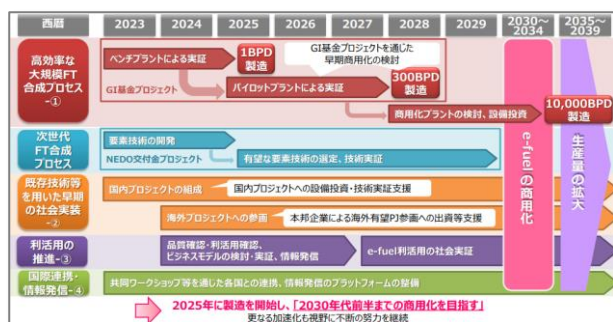 西暦
2023
2024
2025
2026
2027
2028
2029
2030～
2034
2035～
2039
高効率な
大規模FT
合成プロセス
-①
ベンチプラントによる実証
1BPD
製造
GI基金プロジェクトを通じた
早期商用化の検討
GI基金プロジェクト
パイロットプラントによる実証
300BPD
製造
商用化プラントの検討、設備投資
10,000BPD
製造
次世代
FT合成
プロセス
要素技術の開発
NEDO交付金プロジェクト
有望な要素技術の選定、技術実証
既存技術等
を用いた早期
の社会実装
-②
国内プロジェクトの組成
国内プロジェクトへの設備投資・技術実証支援
海外プロジェクトへの参画
本邦企業による海外有望PJ参画への出資等支援
利活用の
推進-③
品質確認・利活用確認、
ビジネスモデルの検討・実証、情報発信
e-fuel利活用の社会実証
国際連携・
情報発信-④
共同ワークショップ等を通じた各国との連携、情報発信のプラットフォームの整備
e-fuelの商用化
生産量の拡大
2025年に製造を開始し、「2030年代前半までの商用化を目指す」
更なる加速化も視野に不断の努力を継続